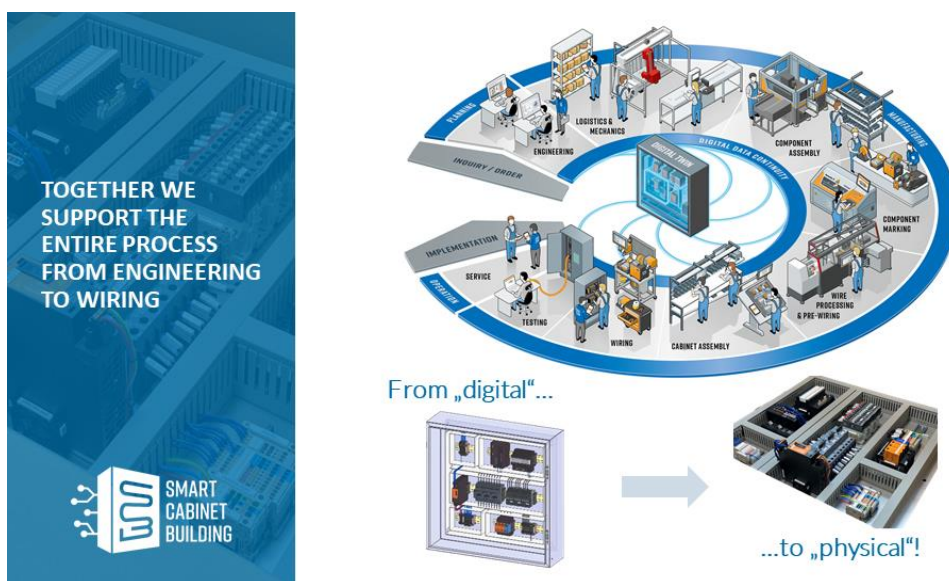 TOGETHER WE
SUPPORT THE
ENTIRE PROCESS
FROM ENGINEERING
TO WIRING
SMART
CABINET
BUILDING
PLANNING
INQUIRY / ORDER
ENGINEERING
LOGISTICS &
MECHANICS
DIGITAL TWIN
DIGITAL DATA CONTINUITY
COMPONENT
ASSEMBLY
MANUFACTURING
COMPONENT
MARKING
WIRE
PROCESSING
& PRE-WIRING
CABINET ASSEMBLY
WIRING
TESTING
SERVICE
IMPLEMENTATION
OPERATION
From „digital“...
...to „physical“!